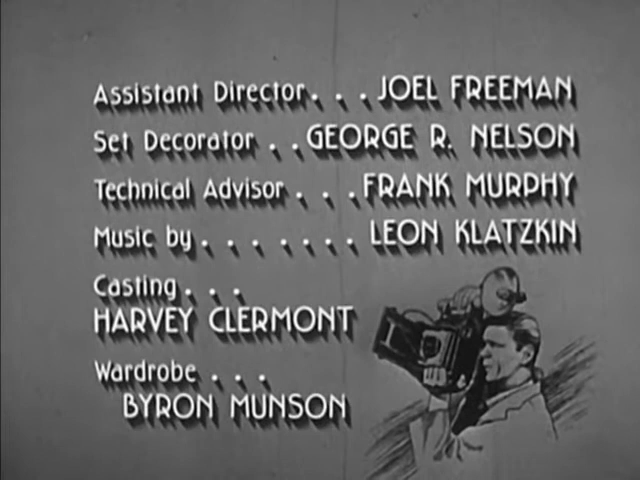 Assistant Director. . . JOEL FREEMAN
Set Decorator . . GEORGE R. NELSON
Technical Advisor . . . FRANK MURPHY
Music by . . . . . . . LEON KLATZKIN
Casting . . .
HARVEY CLERMONT
Wardrobe . . .
BYRON MUNSON